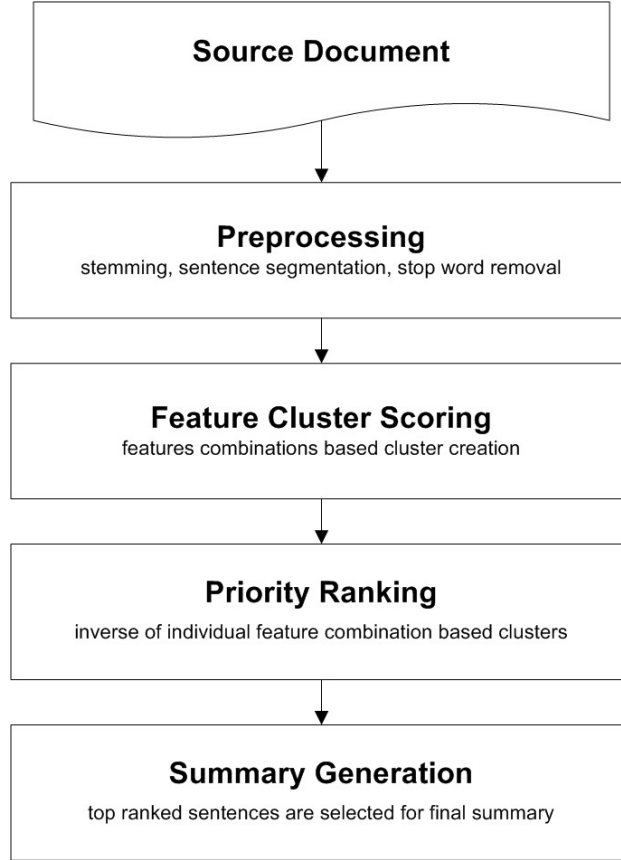 Source Document
Preprocessing
stemming, sentence segmentation, stop word removal
Feature Cluster Scoring
features combinations based cluster creation
Priority Ranking
inverse of individual feature combination based clusters
Summary Generation
top ranked sentences are selected for final summary